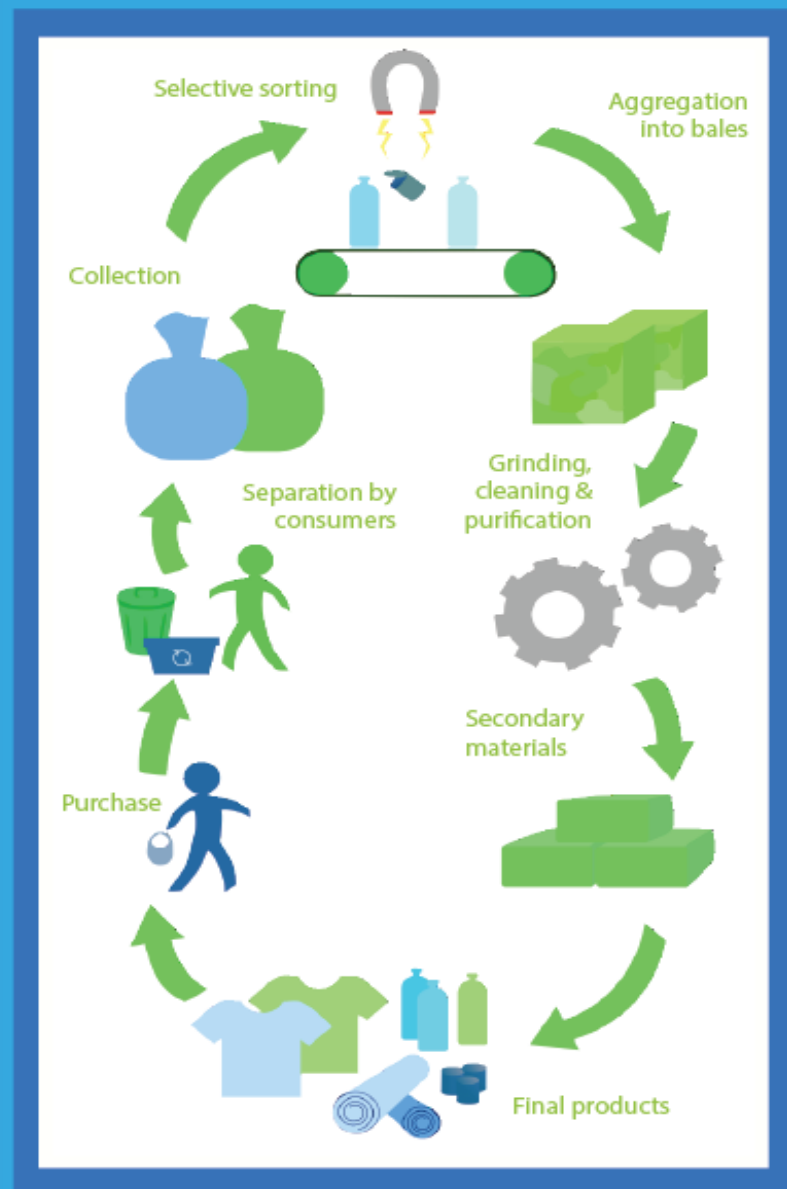 Selective sorting
Aggregation
into bales
Collection
Grinding,
cleaning &
purification
Separation by
consumers
Secondary
materials
Purchase
Final products